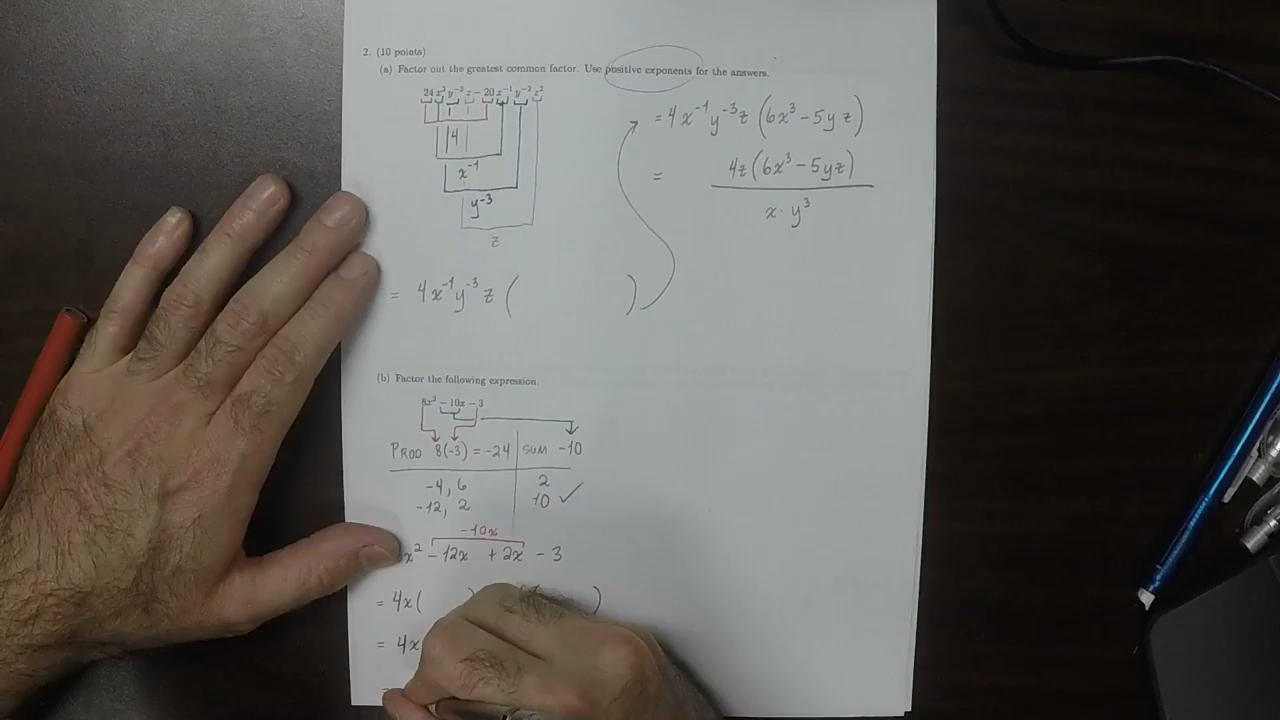 2. (10 points)
(a) Factor out the greatest common factor. Use positive exponents for the answers.
24x³y⁻³z − 20x⁻¹y⁻²z²
4
x⁻¹
y⁻³
z
= 4x⁻¹y⁻³z ( )
= 4x⁻¹y⁻³z (6x³ − 5yz)
= 4z(6x³ − 5yz)
x · y³
(b) Factor the following expression.
− 10x − 3
PROD 8(-3) = -24 SUM -10
-4, 6 2
-12, 2 10 ✓
-10x
x² − 12x + 2x − 3
= 4x( )
= 4x